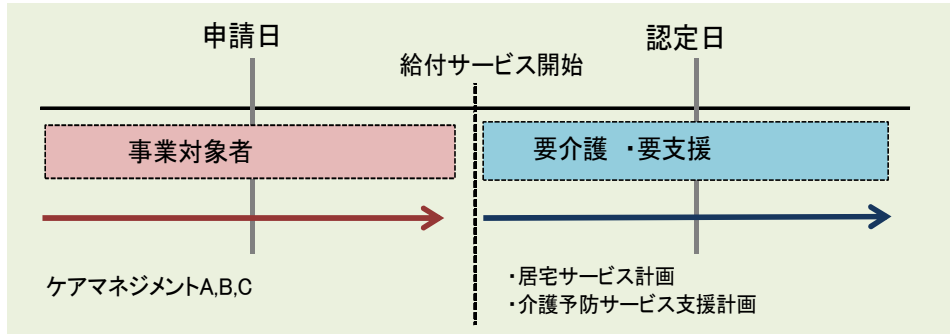 申請日
認定日
給付サービス開始
事業対象者
要介護 ・要支援
ケアマネジメントA,B,C
・居宅サービス計画
・介護予防サービス支援計画